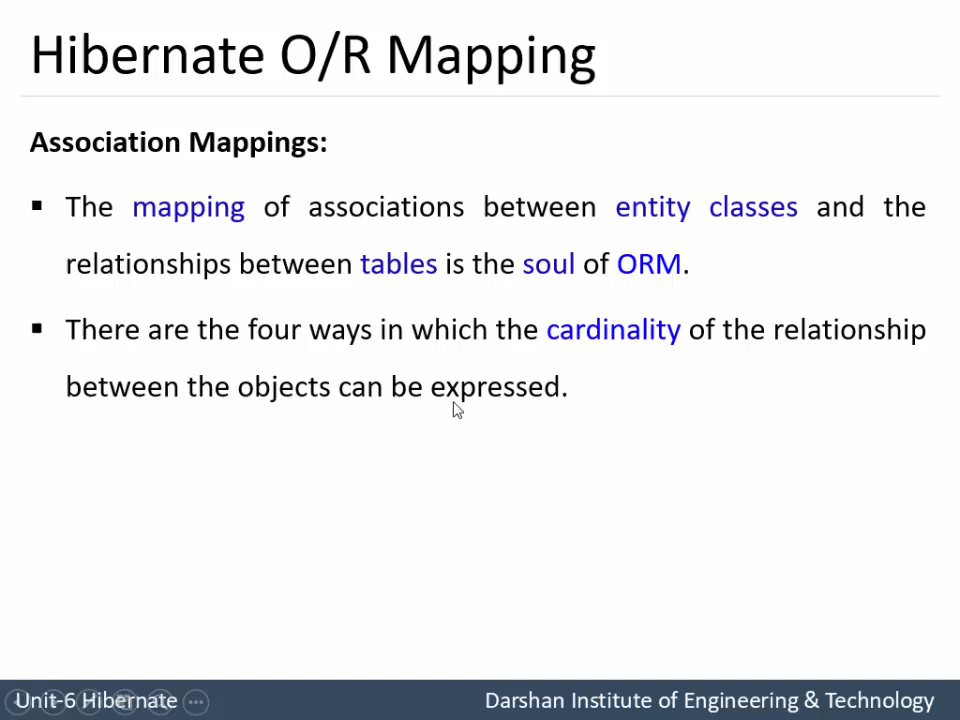 Hibernate O/R Mapping
Association Mappings:
▪ The mapping of associations between entity classes and the
relationships between tables is the soul of ORM.
▪ There are the four ways in which the cardinality of the relationship
between the objects can be expressed.
Unit-6 Hibernate
Darshan Institute of Engineering & Technology